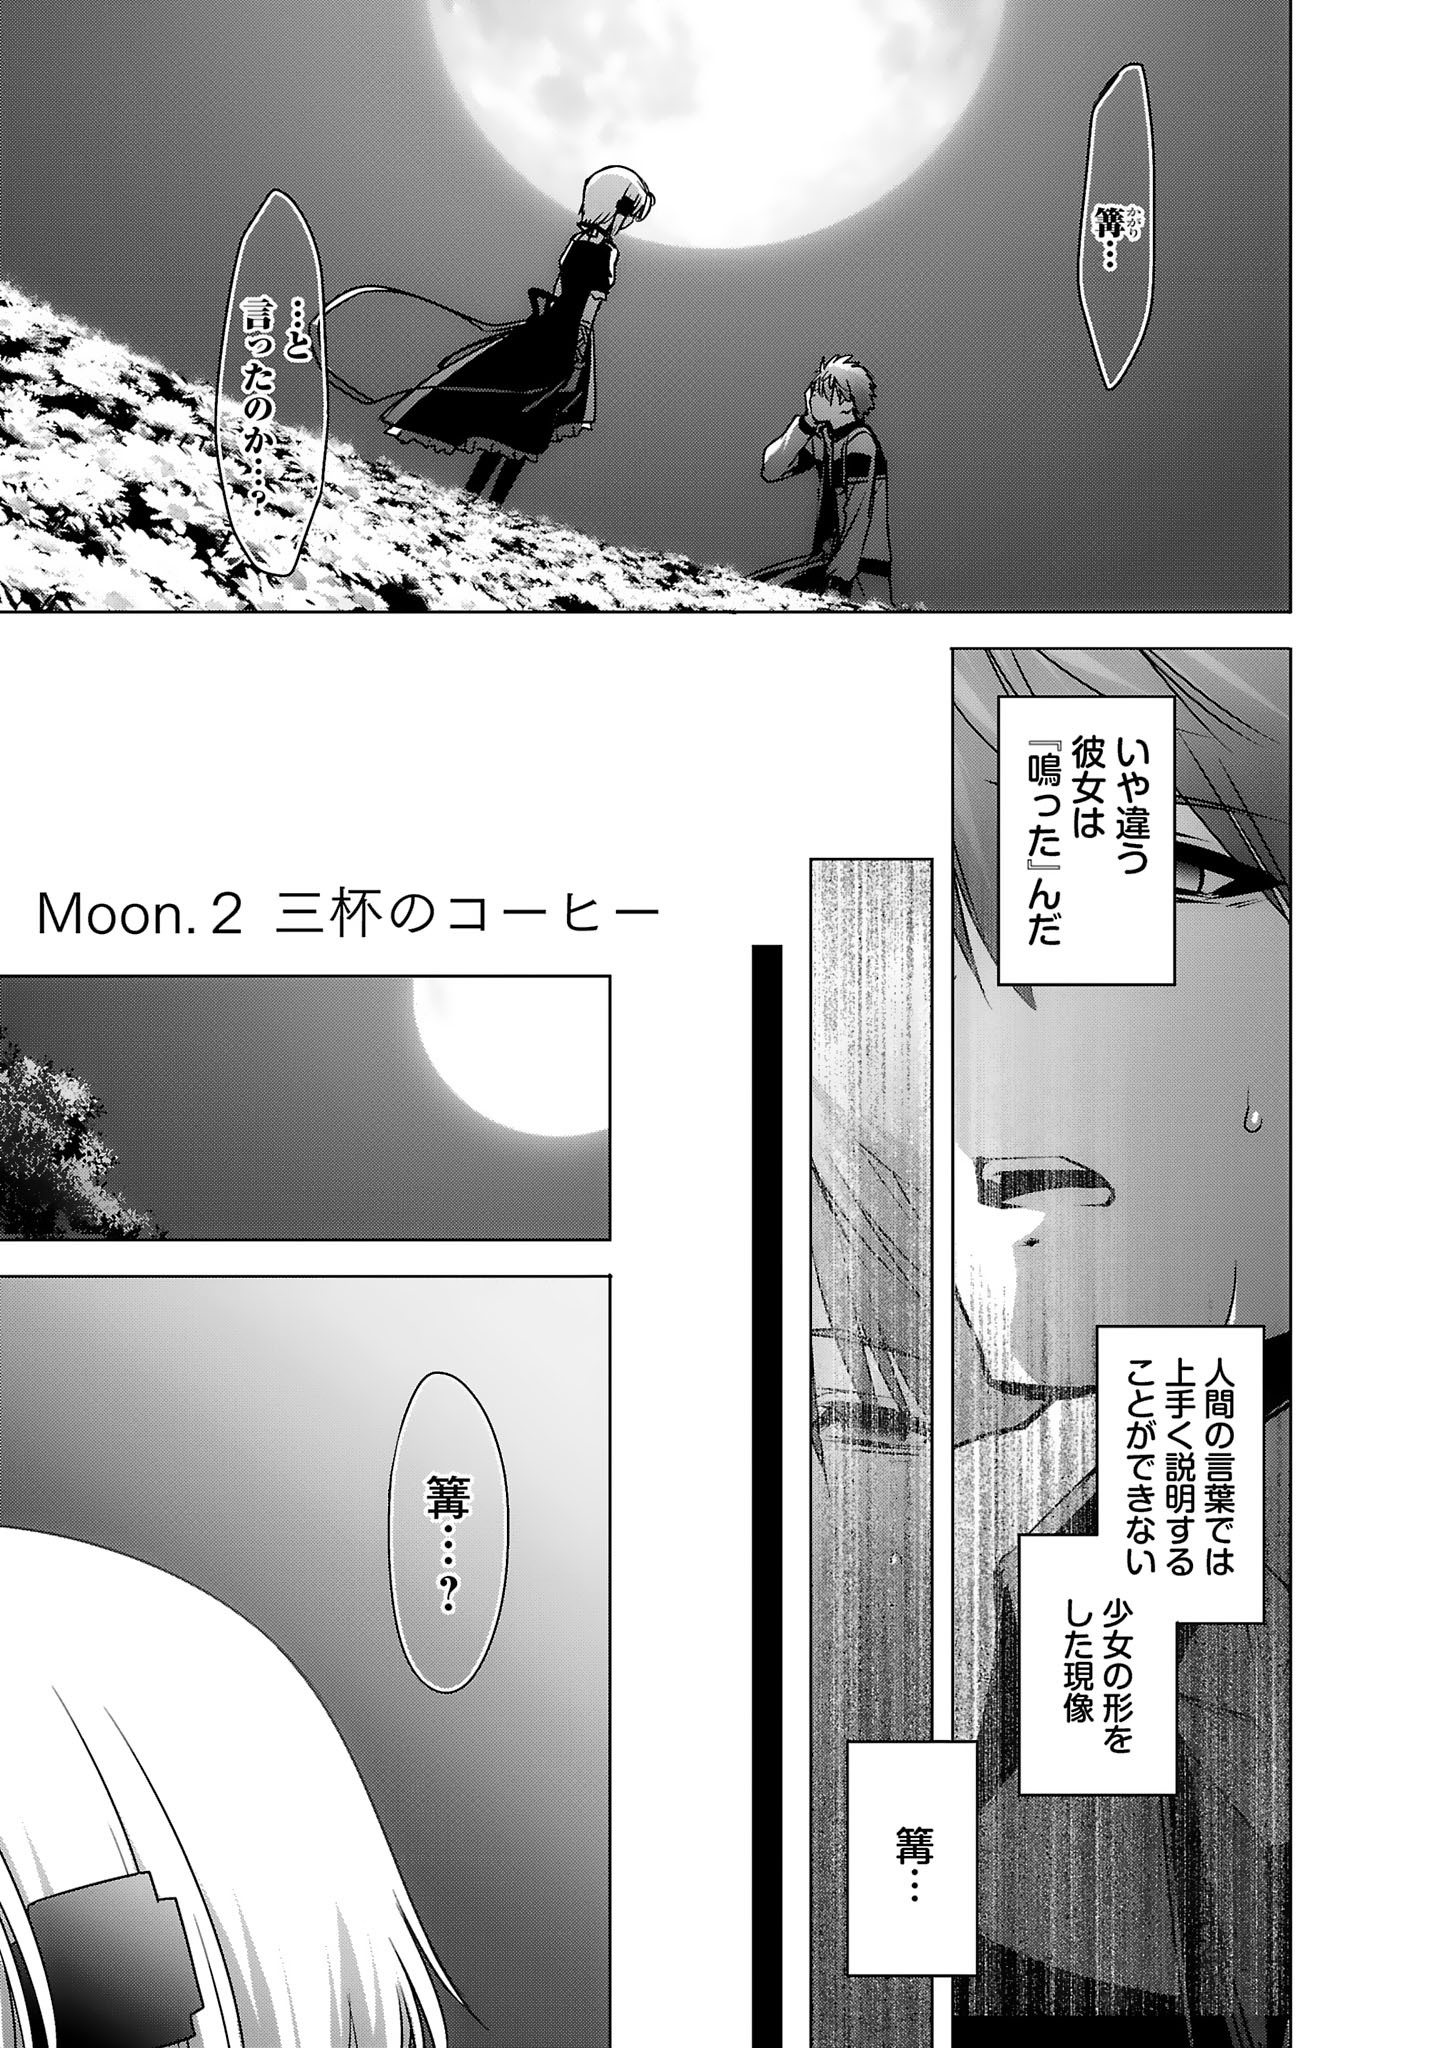 篝…
かがり
…と
言ったのか…．?
いや違う
彼女は
『鳴った』んだ
人間の言葉では
上手く説明する
ことができない
少女の形を
した現像
篝…
Moon.2 三杯のコーヒー
篝…．?